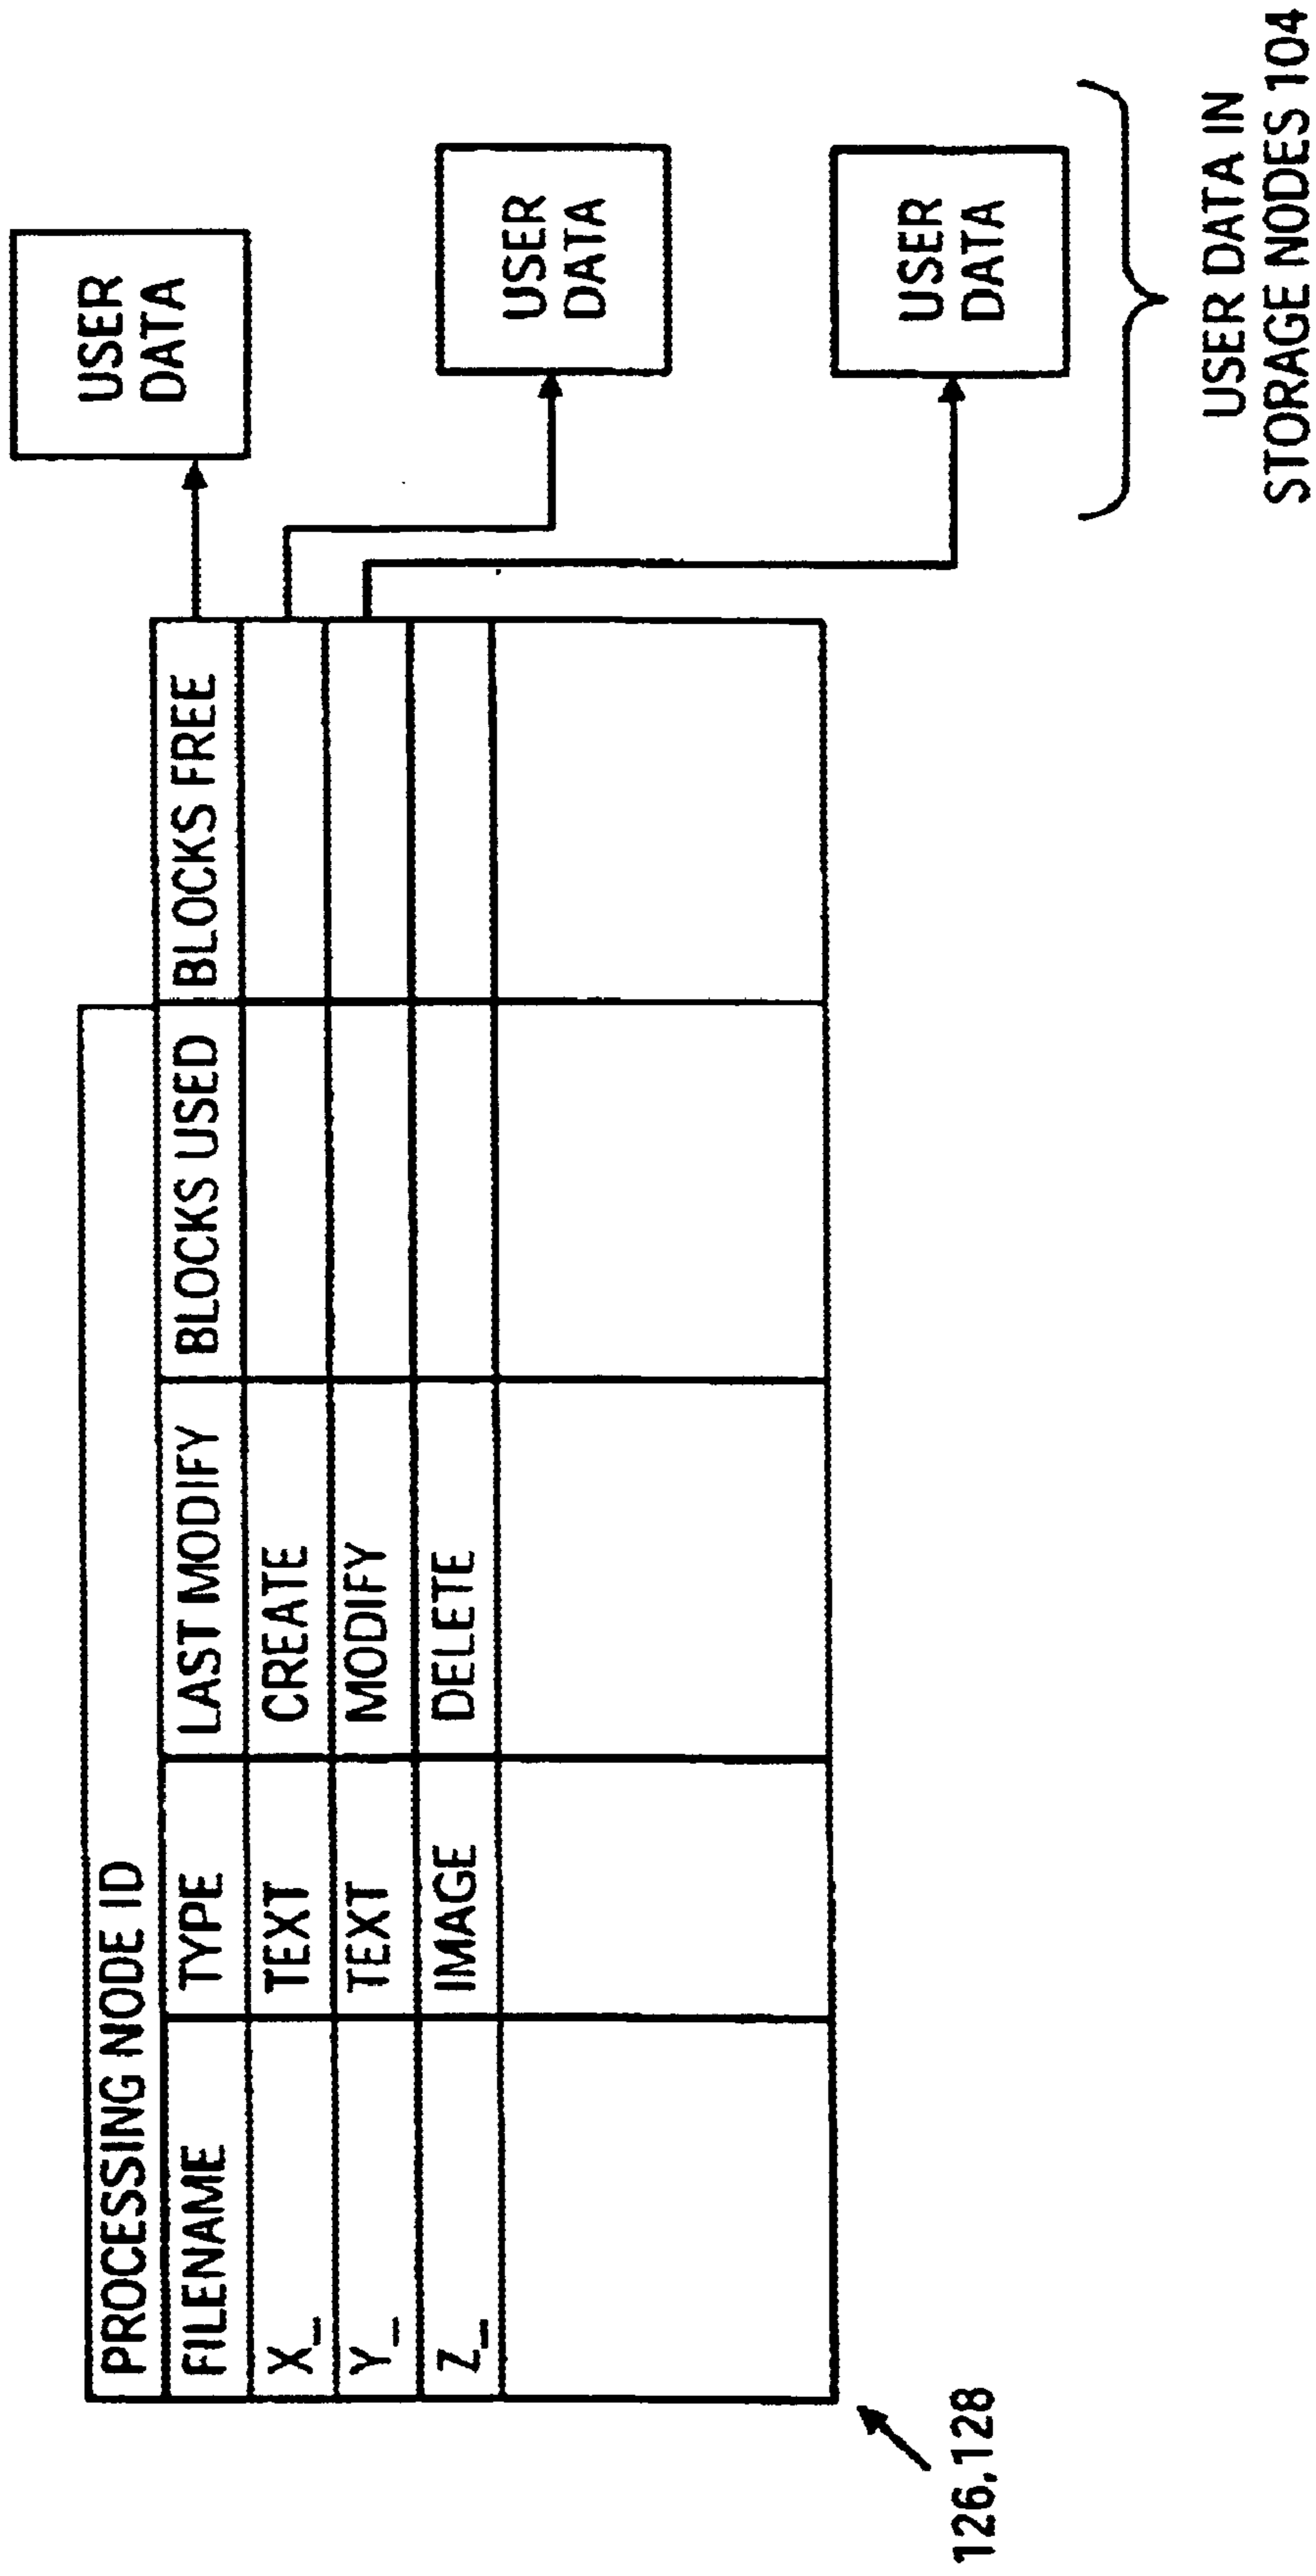 PROCESSING NODE ID
FILENAME TYPE LAST MODIFY BLOCKS USED BLOCKS FREE
X_ TEXT CREATE
Y_ TEXT MODIFY
Z_ IMAGE DELETE
USER
DATA
USER
DATA
USER
DATA
USER DATA IN
STORAGE NODES 104
126,128